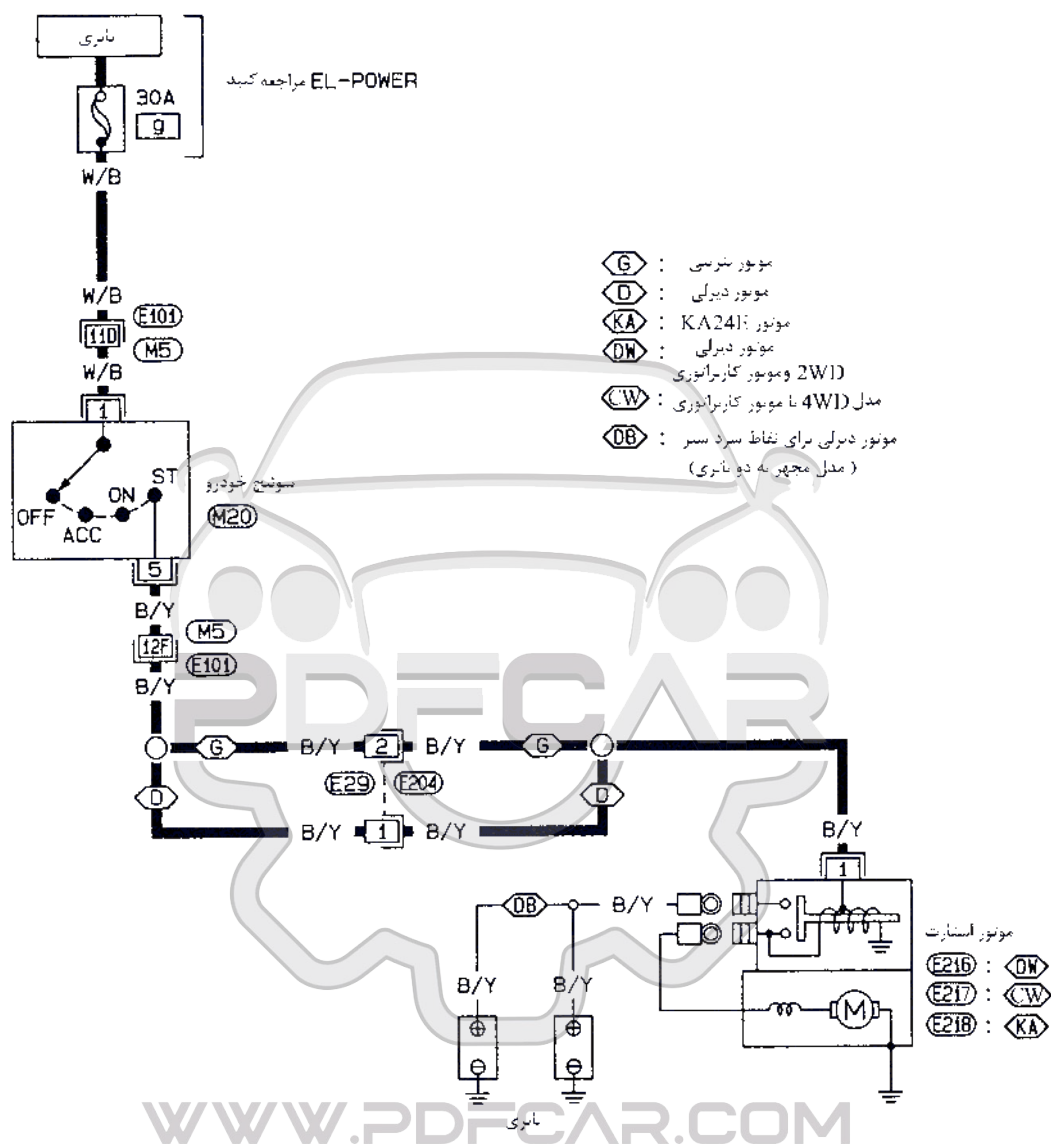 باتری
30A
9
EL-POWER مراجعه کنید
W/B
W/B
11D
E101
M5
W/B
1
OFF
ACC
ON
ST
سوئیچ خودرو
M20
5
B/Y
12F
M5
E101
B/Y
G : موتور بنزینی
D : موتور دیزلی
KA : موتور KA24E
DW : موتور دیزلی
2WD وموتور کاربراتوری
CW : مدل 4WD با موتور کاربراتوری
DB : موتور دیزلی برای نقاط سرد سیر
(مدل مجهز به دو باتری)
PDFCAR
G B/Y 2 B/Y G
E29 E204
D D
B/Y 1 B/Y
B/Y
1
DB B/Y
B/Y B/Y
M
موتور استارت
E216 : DW
E217 : CW
E218 : KA
باتری
WWW.PDFCAR.COM